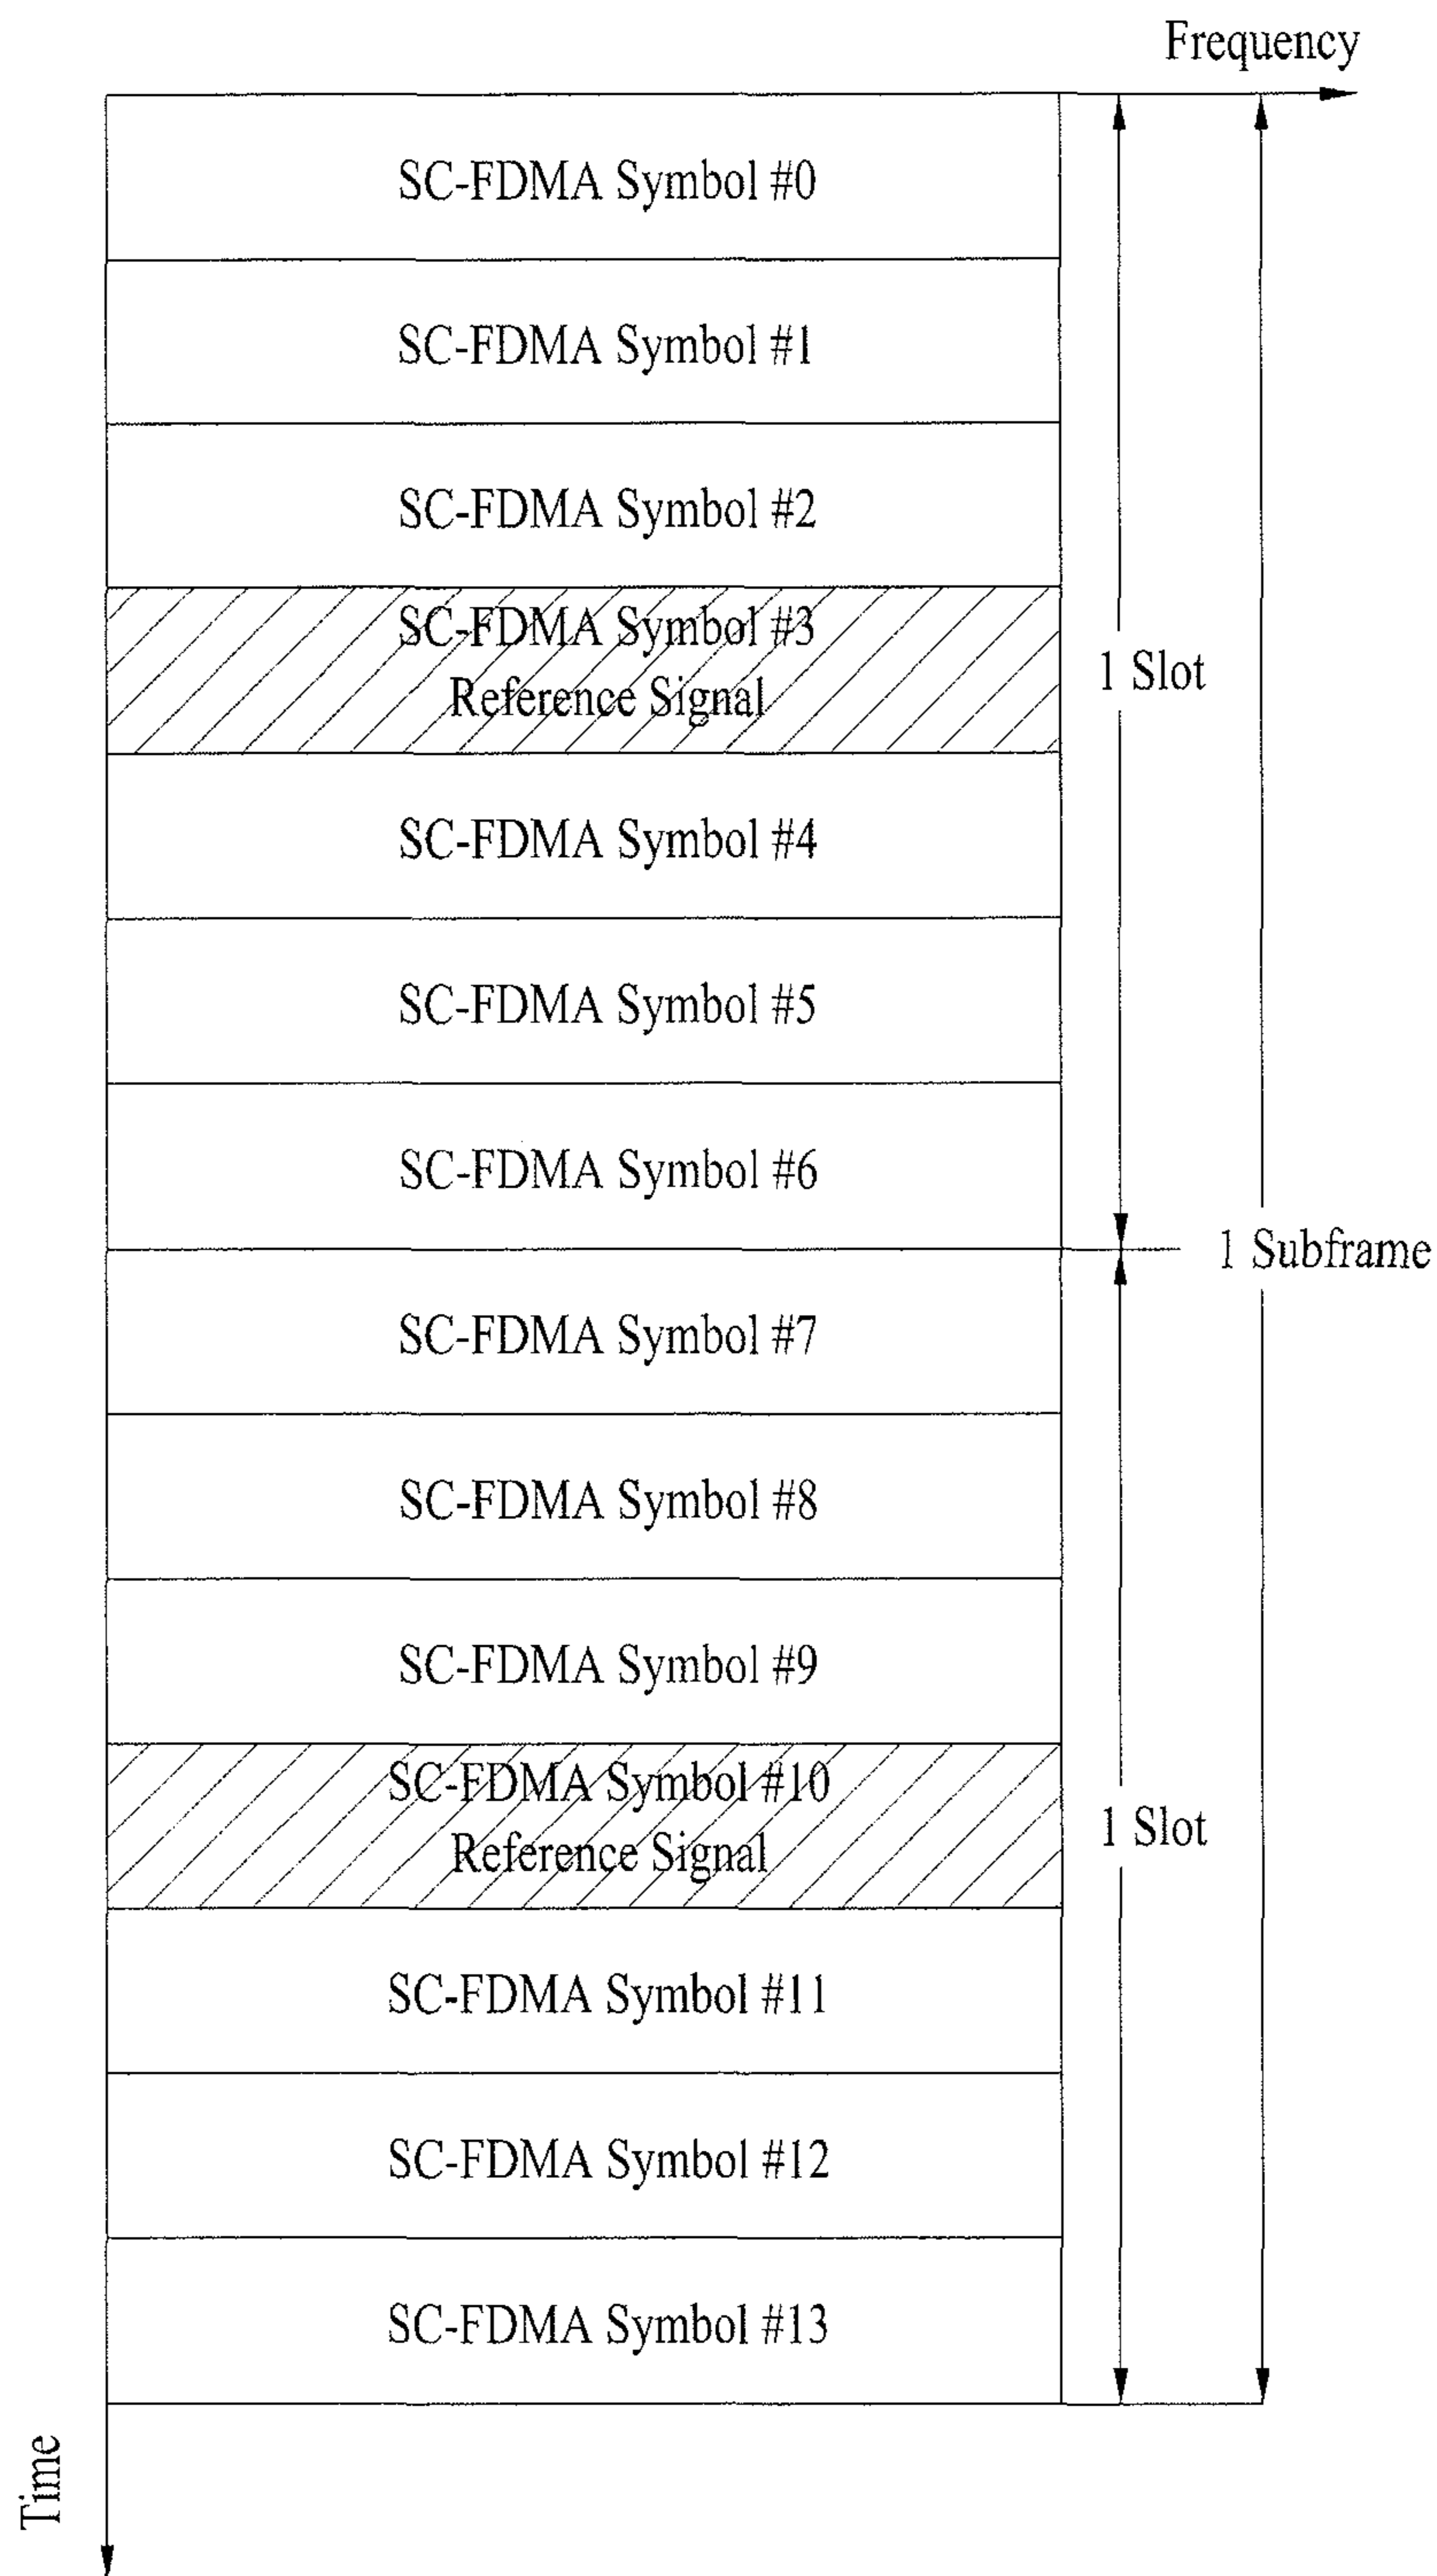 Frequency
SC-FDMA Symbol #0
SC-FDMA Symbol #1
SC-FDMA Symbol #2
SC-FDMA Symbol #3
Reference Signal
1 Slot
SC-FDMA Symbol #4
SC-FDMA Symbol #5
SC-FDMA Symbol #6
1 Subframe
SC-FDMA Symbol #7
SC-FDMA Symbol #8
SC-FDMA Symbol #9
SC-FDMA Symbol #10
Reference Signal
1 Slot
SC-FDMA Symbol #11
SC-FDMA Symbol #12
SC-FDMA Symbol #13
Time